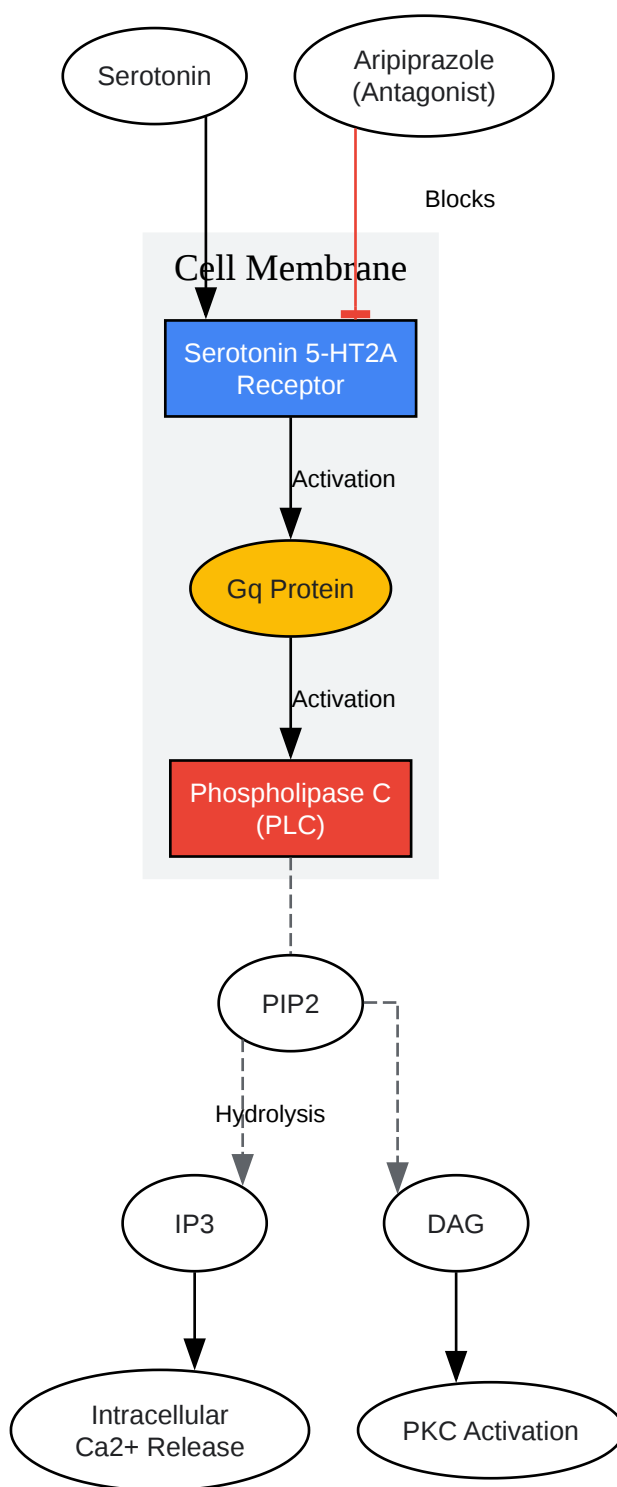 Serotonin
Aripiprazole
(Antagonist)
Blocks
Cell Membrane
Serotonin 5-HT2A
Receptor
Activation
Gq Protein
Activation
Phospholipase C
(PLC)
PIP2
Hydrolysis
IP3
DAG
Intracellular
Ca2+ Release
PKC Activation